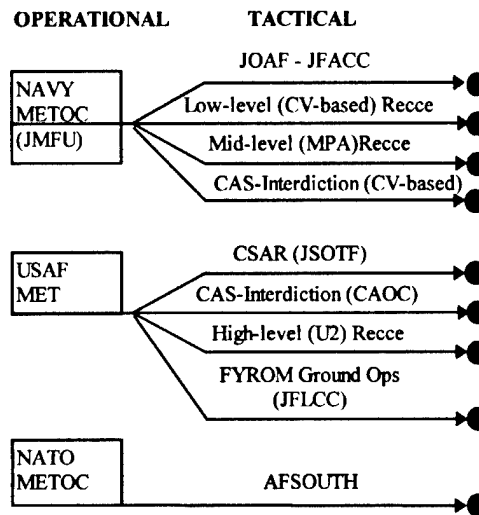 OPERATIONAL TACTICAL
JOAF - JFACC
NAVY
METOC
(JMFU)
Low-level (CV-based) Recce
Mid-level (MPA)Recce
CAS-Interdiction (CV-based)
USAF
MET
CSAR (JSOTF)
CAS-Interdiction (CAOC)
High-level (U2) Recce
FYROM Ground Ops
(JFLCC)
NATO
METOC
AFSOUTH